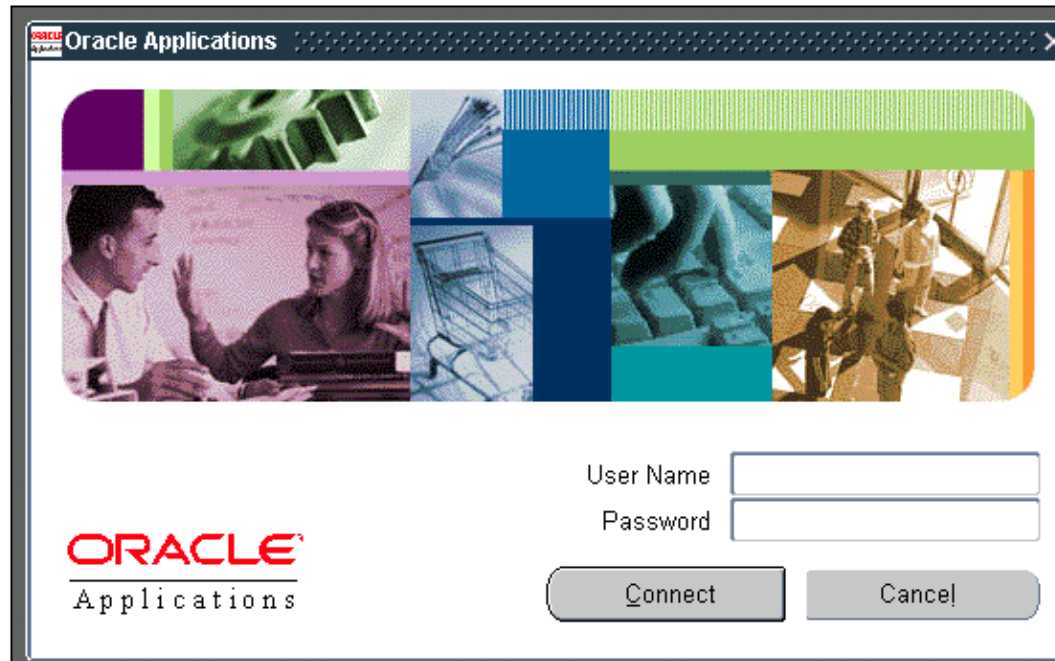 Oracle Applications
User Name
Password
ORACLE
Applications
Connect
Cancel